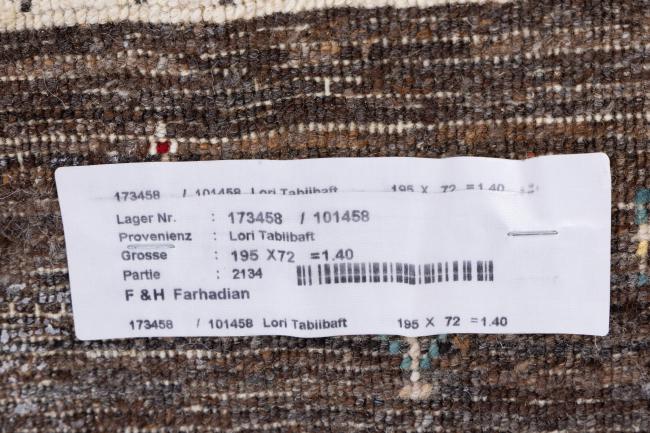 173458 / 101458 Lori Tabiibaft 195 X 72 =1.40
Lager Nr. : 173458 / 101458
Provenienz : Lori Tabiibaft
Grosse : 195 X72 =1.40
Partie : 2134
F &H Farhadian
173458 / 101458 Lori Tabiibaft 195 X 72 =1.40